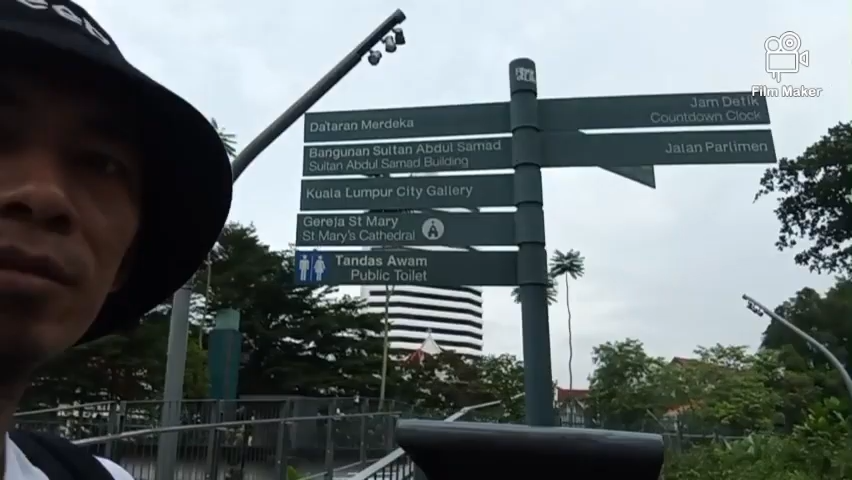 Film Maker
Dataran Merdeka
Bangunan Sultan Abdul Samad
Sultan Abdul Samad Building
Kuala Lumpur City Gallery
Gereja St Mary
St Mary's Cathedral
Tandas Awam
Public Toilet
Jam Detik
Countdown Clock
Jalan Parlimen